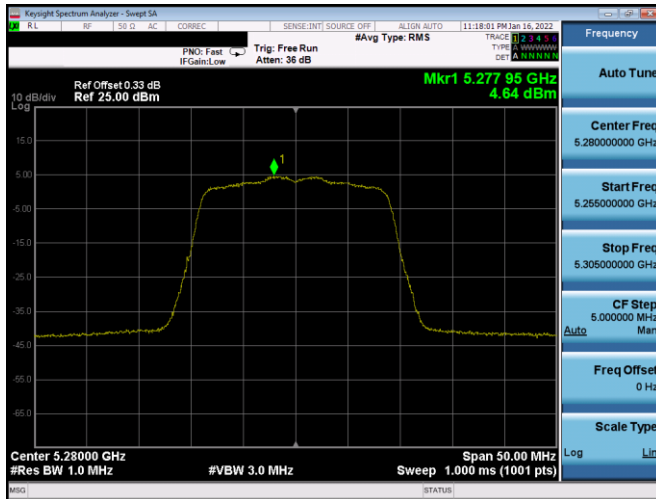 Keysight Spectrum Analyzer - Swept SA
RL RF 50 Ω AC CORREC SENSE:INT SOURCE OFF ALIGN AUTO 11:18:01 PM Jan 16, 2022
#Avg Type: RMS
TRACE 1 2 3 4 5 6
TYPE A WWWWW
DET A N N N N N
PNO: Fast
IFGain:Low
Trig: Free Run
Atten: 36 dB
Mkr1 5.277 95 GHz
4.64 dBm
Ref Offset 0.33 dB
Ref 25.00 dBm
10 dB/div
Log
15.0
5.00
-5.00
-15.0
-25.0
-35.0
-45.0
-55.0
-65.0
1
Center 5.28000 GHz
Span 50.00 MHz
#Res BW 1.0 MHz
#VBW 3.0 MHz
Sweep 1.000 ms (1001 pts)
MSG
STATUS
Frequency
Auto Tune
Center Freq
5.280000000 GHz
Start Freq
5.255000000 GHz
Stop Freq
5.305000000 GHz
CF Step
5.000000 MHz
Auto Man
Freq Offset
0 Hz
Scale Type
Log Lin